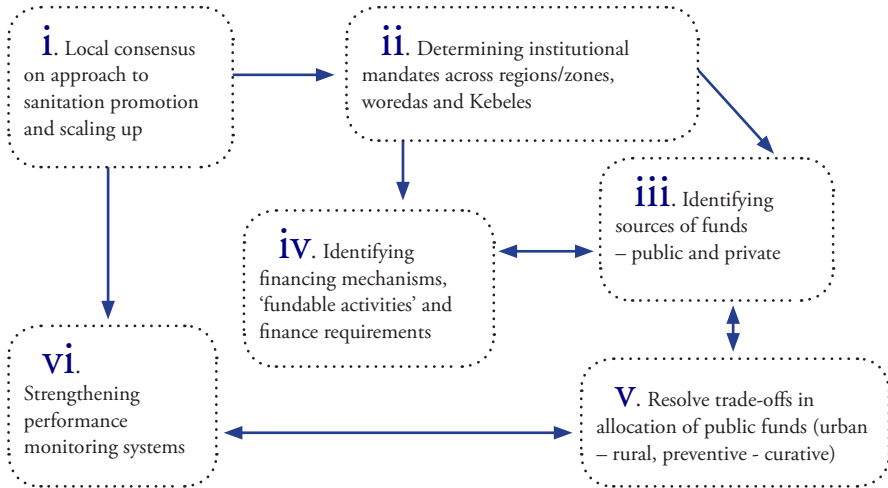 i. Local consensus
on approach to
sanitation promotion
and scaling up
ii. Determining institutional
mandates across regions/zones,
woredas and Kebeles
iii. Identifying
sources of funds
– public and private
iv. Identifying
financing mechanisms,
‘fundable activities’ and
finance requirements
v. Resolve trade-offs in
allocation of public funds (urban
– rural, preventive - curative)
vi.
Strengthening
performance
monitoring systems